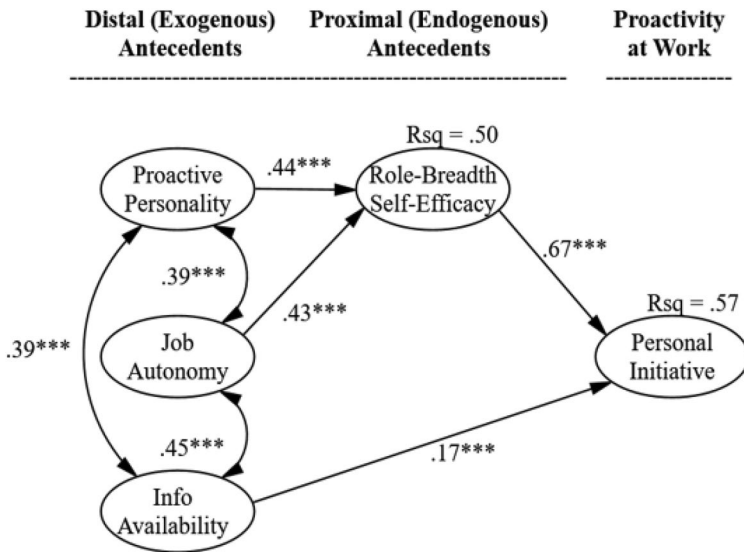 Distal (Exogenous)
Antecedents
Proximal (Endogenous)
Antecedents
Proactivity
at Work
Rsq = .50
Proactive
Personality
.44***
Role-Breadth
Self-Efficacy
.67***
.39***
.43***
Rsq = .57
.39***
Job
Autonomy
Personal
Initiative
.45***
.17***
Info
Availability